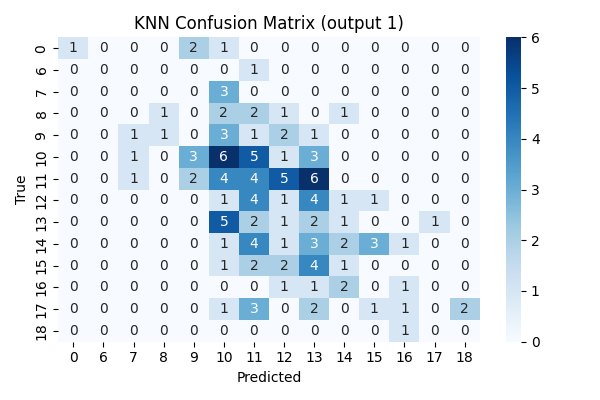 KNN Confusion Matrix (output 1)
True
0 1 0 0 0 2 1 0 0 0 0 0 0 0 0
6 0 0 0 0 0 0 1 0 0 0 0 0 0 0
7 0 0 0 0 0 3 0 0 0 0 0 0 0 0
8 0 0 0 1 0 2 2 1 0 1 0 0 0 0
9 0 0 1 1 0 3 1 2 1 0 0 0 0 0
10 0 0 1 0 3 6 5 1 3 0 0 0 0 0
11 0 0 1 0 2 4 4 5 6 0 0 0 0 0
12 0 0 0 0 0 1 4 1 4 1 1 0 0 0
13 0 0 0 0 0 5 2 1 2 1 0 0 1 0
14 0 0 0 0 0 1 4 1 3 2 3 1 0 0
15 0 0 0 0 0 1 2 2 4 1 0 0 0 0
16 0 0 0 0 0 0 0 1 1 2 0 1 0 0
17 0 0 0 0 0 1 3 0 2 0 1 1 0 2
18 0 0 0 0 0 0 0 0 0 0 0 1 0 0
0 6 7 8 9 10 11 12 13 14 15 16 17 18
Predicted
6
5
4
3
2
1
0